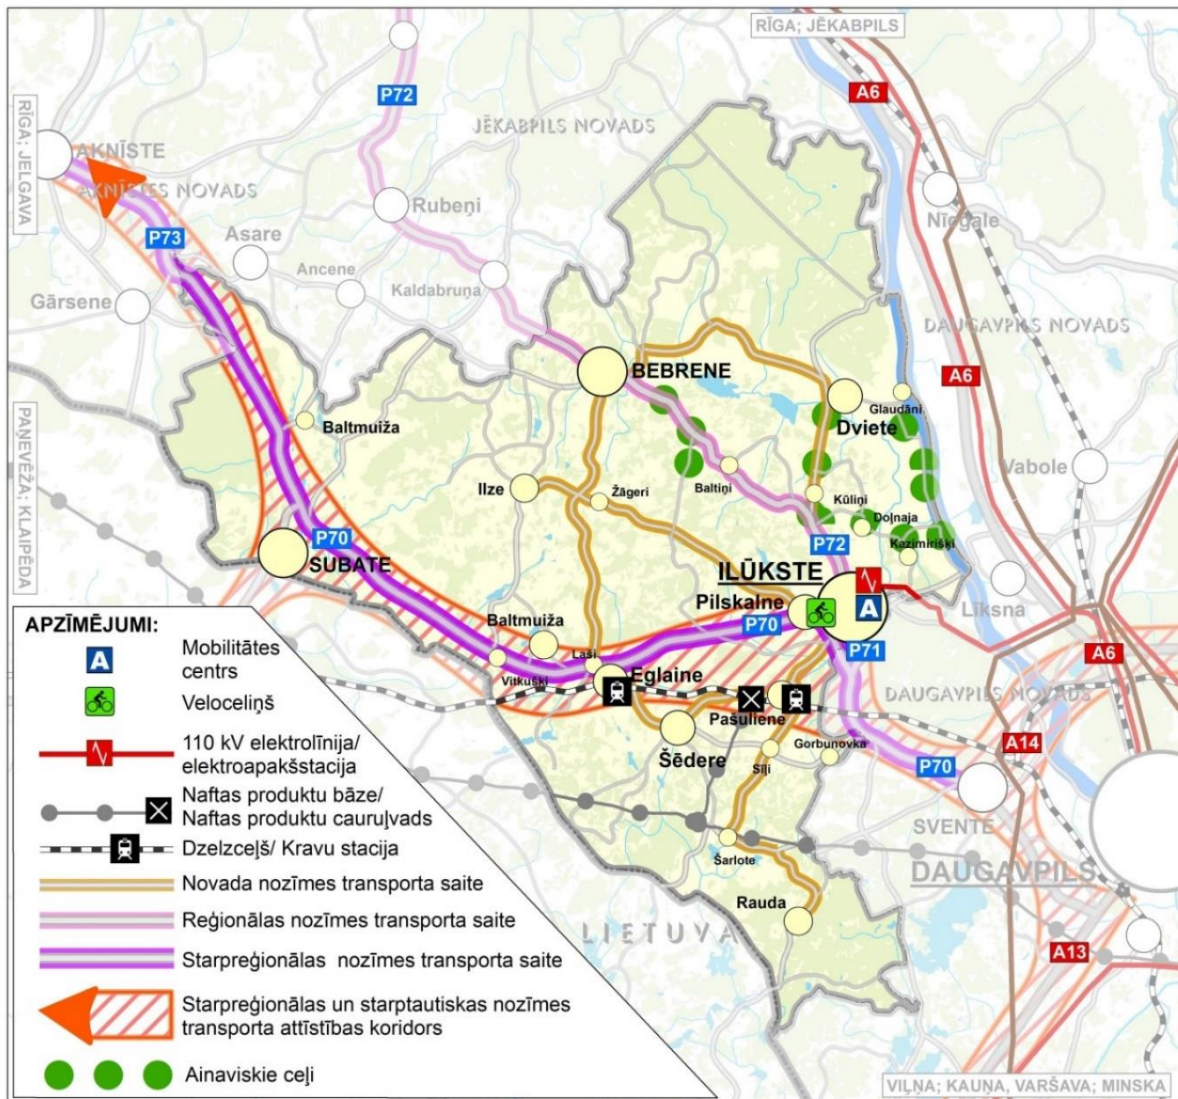 RĪGA; JĒKABPILS
A6
P72
JĒKABPILS NOVADS
RĪGA; JELGAVA
AKNĪSTE
AKNĪSTES NOVADS
Rubeņi
Nīcgale
P73
Asare
Ancene
Kaldabruņa
Gārsene
DAUGAVPILS NOVADS
BEBRENE
A6
Glaudāni
Dviete
PAŅEVĒŽA; KLAIPĒDA
Baltmuiža
Vabole
Ilze
Žāgeri
Baltiņi
Kūliņi
Doļnaja
P70
SUBATE
P72
Kazimirišķi
ILŪKSTE
Pilskalne
A
Līksna
Baltmuiža
P70
P71
A6
Laši
Vitkuški
Eglaine
DAUGAVPILS NOVADS
Pašuliene
Šēdere
Gorbunovka
A14
Sīļi
P70
SVENTE
Šarlote
DAUGAVPILS
Rauda
LIETUVA
A13
VIĻŅA; KAUŅA, VARŠAVA; MINSKA
APZĪMĒJUMI:
A
Mobilitātes
centrs
Veloceliņš
110 kV elektrolīnija/
elektroapakšstacija
Naftas produktu bāze/
Naftas produktu cauruļvads
Dzelzceļš/ Kravu stacija
Novada nozīmes transporta saite
Reģionālas nozīmes transporta saite
Starpreģionālas nozīmes transporta saite
Starpreģionālas un starptautiskas nozīmes
transporta attīstības koridors
Ainaviskie ceļi